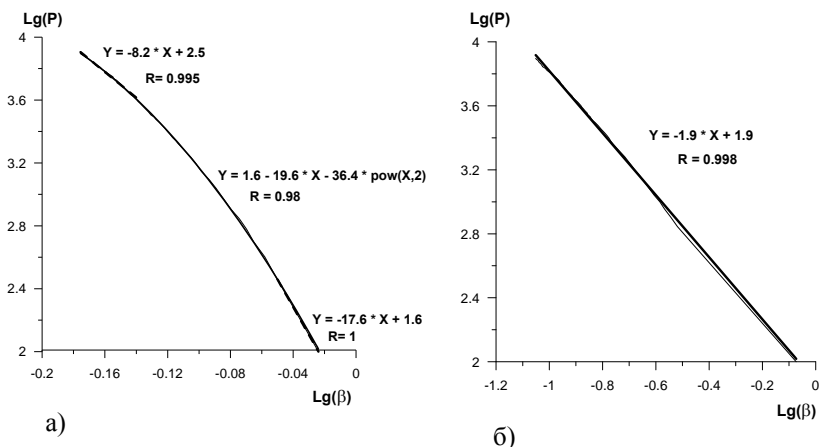 Lg(P)
4
3.6
3.2
2.8
2.4
2
Y = -8.2 * X + 2.5
R= 0.995
Y = 1.6 - 19.6 * X - 36.4 * pow(X,2)
R = 0.98
Y = -17.6 * X + 1.6
R= 1
-0.2 -0.16 -0.12 -0.08 -0.04 0
Lg(β)
а)
Lg(P)
4
3.6
3.2
2.8
2.4
2
Y = -1.9 * X + 1.9
R = 0.998
-1.2 -1 -0.8 -0.6 -0.4 -0.2 0
Lg(β)
б)